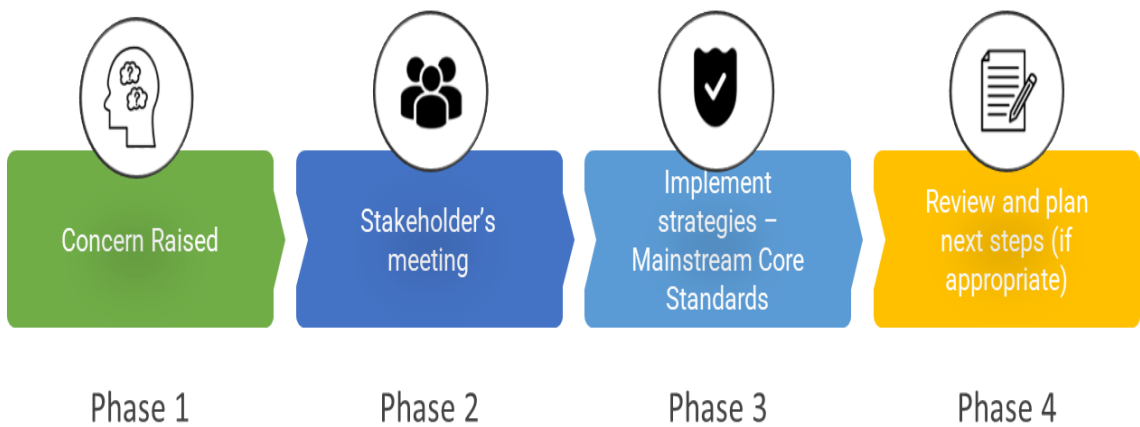 Concern Raised
Stakeholder’s
meeting
Implement
strategies –
Mainstream Core
Standards
Review and plan
next steps (if
appropriate)
Phase 1
Phase 2
Phase 3
Phase 4